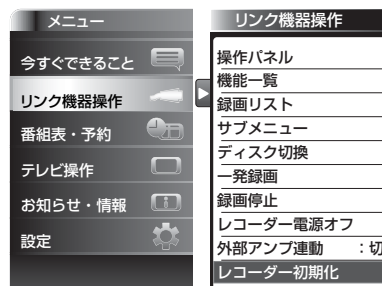 メニュー
今すぐできること
リンク機器操作
番組表・予約
テレビ操作
お知らせ・情報
設定
リンク機器操作
操作パネル
機能一覧
録画リスト
サブメニュー
ディスク切換
一発録画
録画停止
レコーダー電源オフ
外部アンプ連動 :切
レコーダー初期化